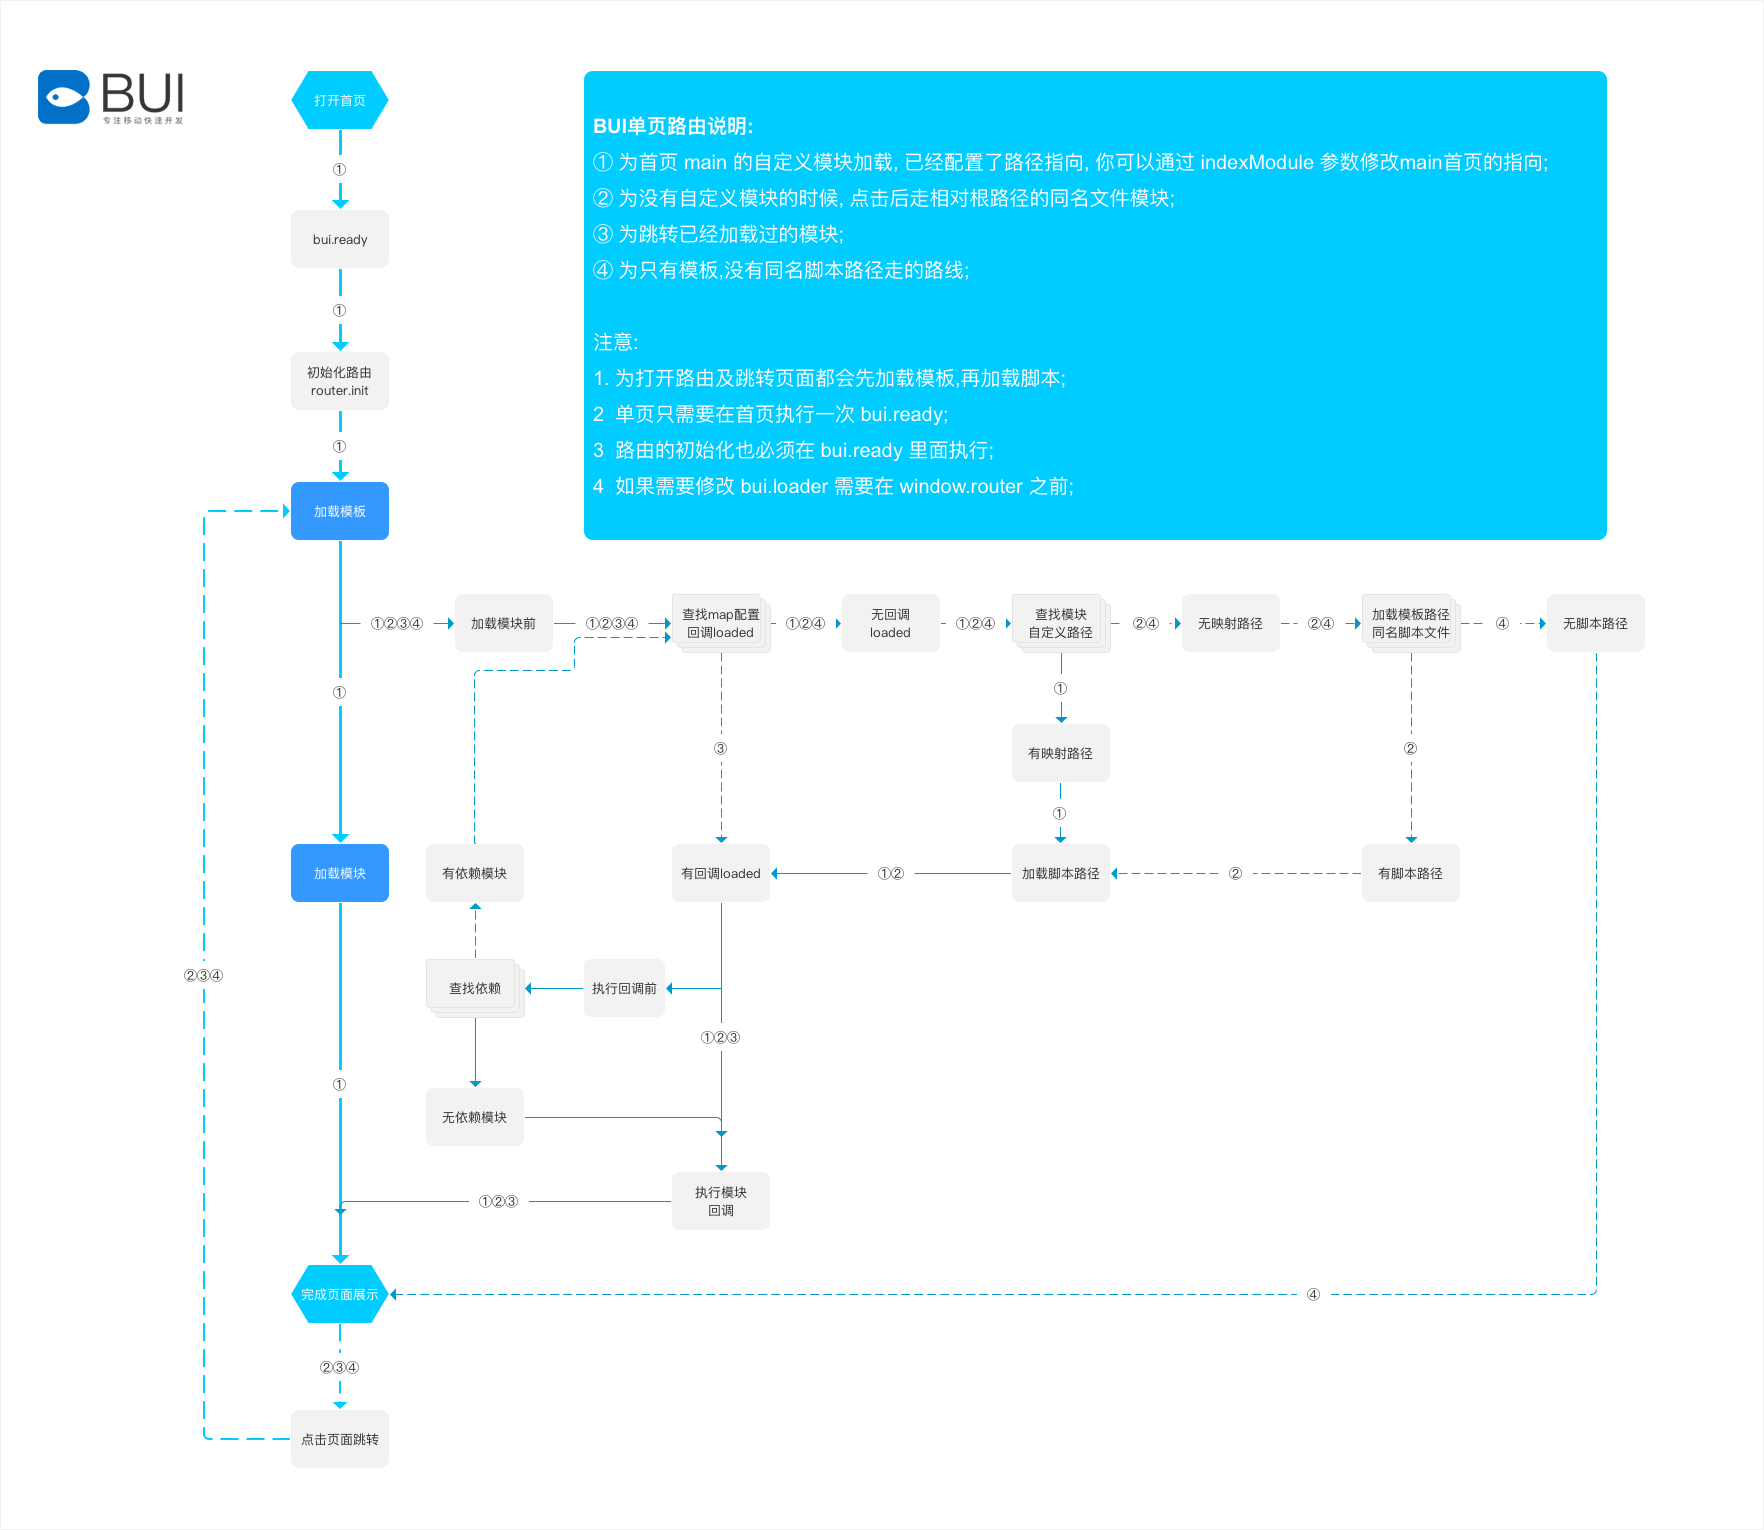 BUI
专注移动快速开发
打开首页
BUI单页路由说明:
① 为首页 main 的自定义模块加载, 已经配置了路径指向, 你可以通过 indexModule 参数修改main首页的指向;
② 为没有自定义模块的时候, 点击后走相对根路径的同名文件模块;
③ 为跳转已经加载过的模块;
④ 为只有模板,没有同名脚本路径走的路线;
注意:
1. 为打开路由及跳转页面都会先加载模板,再加载脚本;
2 单页只需要在首页执行一次 bui.ready;
3 路由的初始化也必须在 bui.ready 里面执行;
4 如果需要修改 bui.loader 需要在 window.router 之前;
①
bui.ready
①
初始化路由
router.init
①
加载模板
①②③④
加载模块前
①②③④
查找map配置
回调loaded
①②④
无回调
loaded
①②④
查找模块
自定义路径
②④
无映射路径
②④
加载模板路径
同名脚本文件
④
无脚本路径
①
①
③
有映射路径
②
①
加载模块
有依赖模块
有回调loaded
①②
加载脚本路径
②
有脚本路径
②③④
查找依赖
执行回调前
①②③
①
无依赖模块
①②③
执行模块
回调
完成页面展示
④
②③④
点击页面跳转